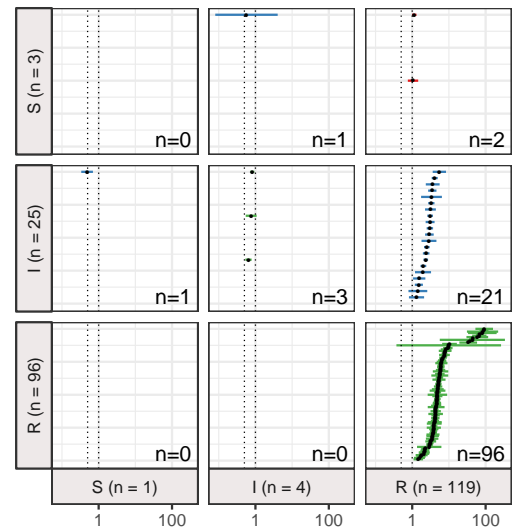 S (n = 3)
n=0
n=1
n=2
I (n = 25)
n=1
n=3
n=21
R (n = 96)
n=0
n=0
n=96
S (n = 1)
I (n = 4)
R (n = 119)
1
100
1
100
1
100